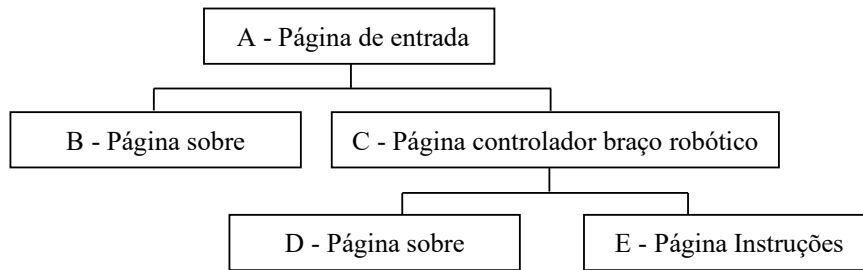 A - Página de entrada
B - Página sobre
C - Página controlador braço robótico
D - Página sobre
E - Página Instruções